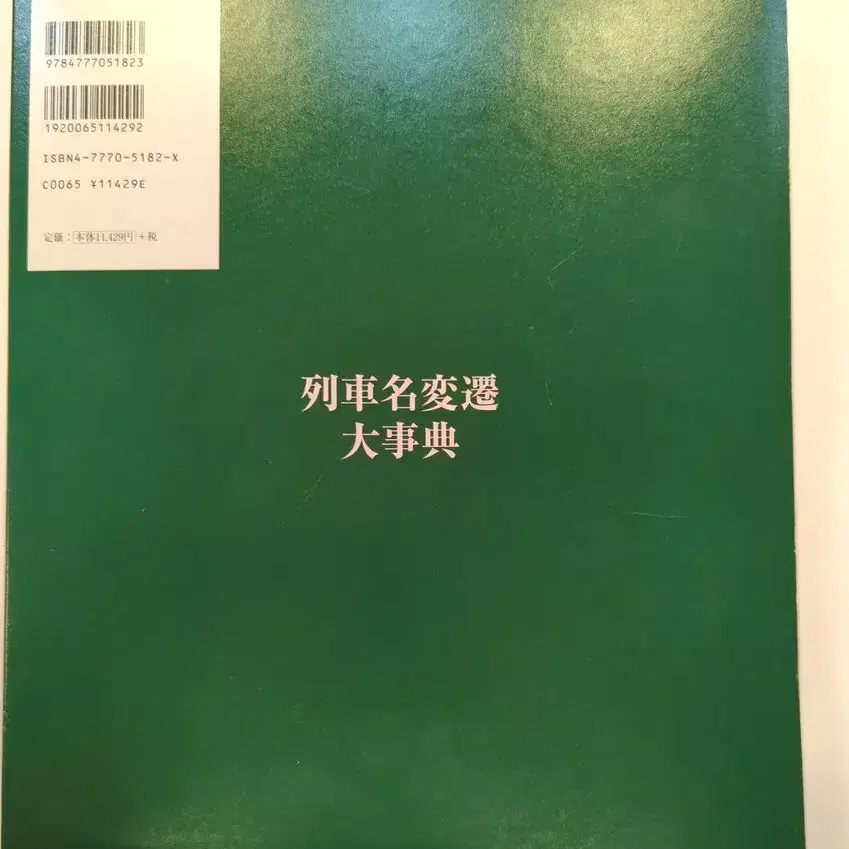 9784777051823
1920065114292
ISBN4-7770-5182-X
C0065 ¥11429E
定価：本体11,429円＋税
列車名変遷
大事典